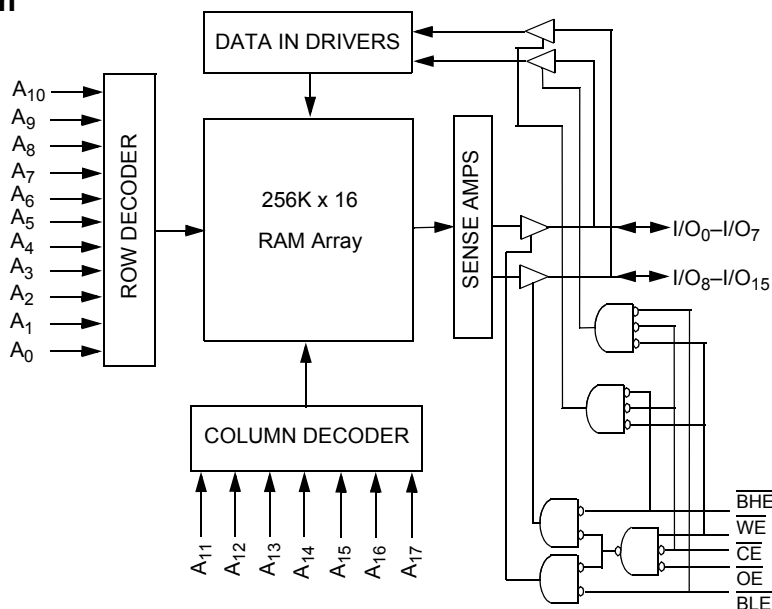 DATA IN DRIVERS
A10
A9
A8
A7
A6
A5
A4
A3
A2
A1
A0
ROW DECODER
256K x 16
RAM Array
SENSE AMPS
I/O0–I/O7
I/O8–I/O15
COLUMN DECODER
A11
A12
A13
A14
A15
A16
A17
BHE
WE
CE
OE
BLE